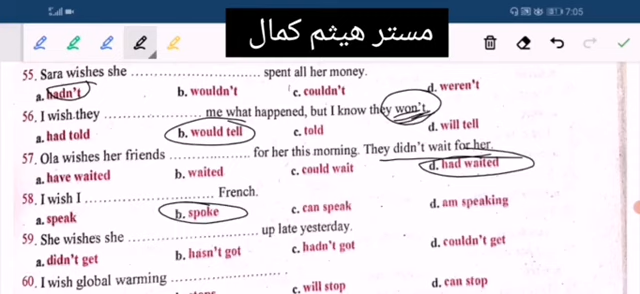 7:05
مستر هيثم كمال
55. Sara wishes she ........................ spent all her money.
a. hadn't b. wouldn't c. couldn't d. weren't
56. I wish they ........................ me what happened, but I know they won't.
a. had told b. would tell c. told d. will tell
57. Ola wishes her friends .................. for her this morning. They didn't wait for her.
a. have waited b. waited c. could wait d. had waited
58. I wish I ........................ French.
a. speak b. spoke c. can speak d. am speaking
59. She wishes she ........................ up late yesterday.
a. didn't get b. hasn't got c. hadn't got d. couldn't get
60. I wish global warming ........................
c. will stop d. can stop